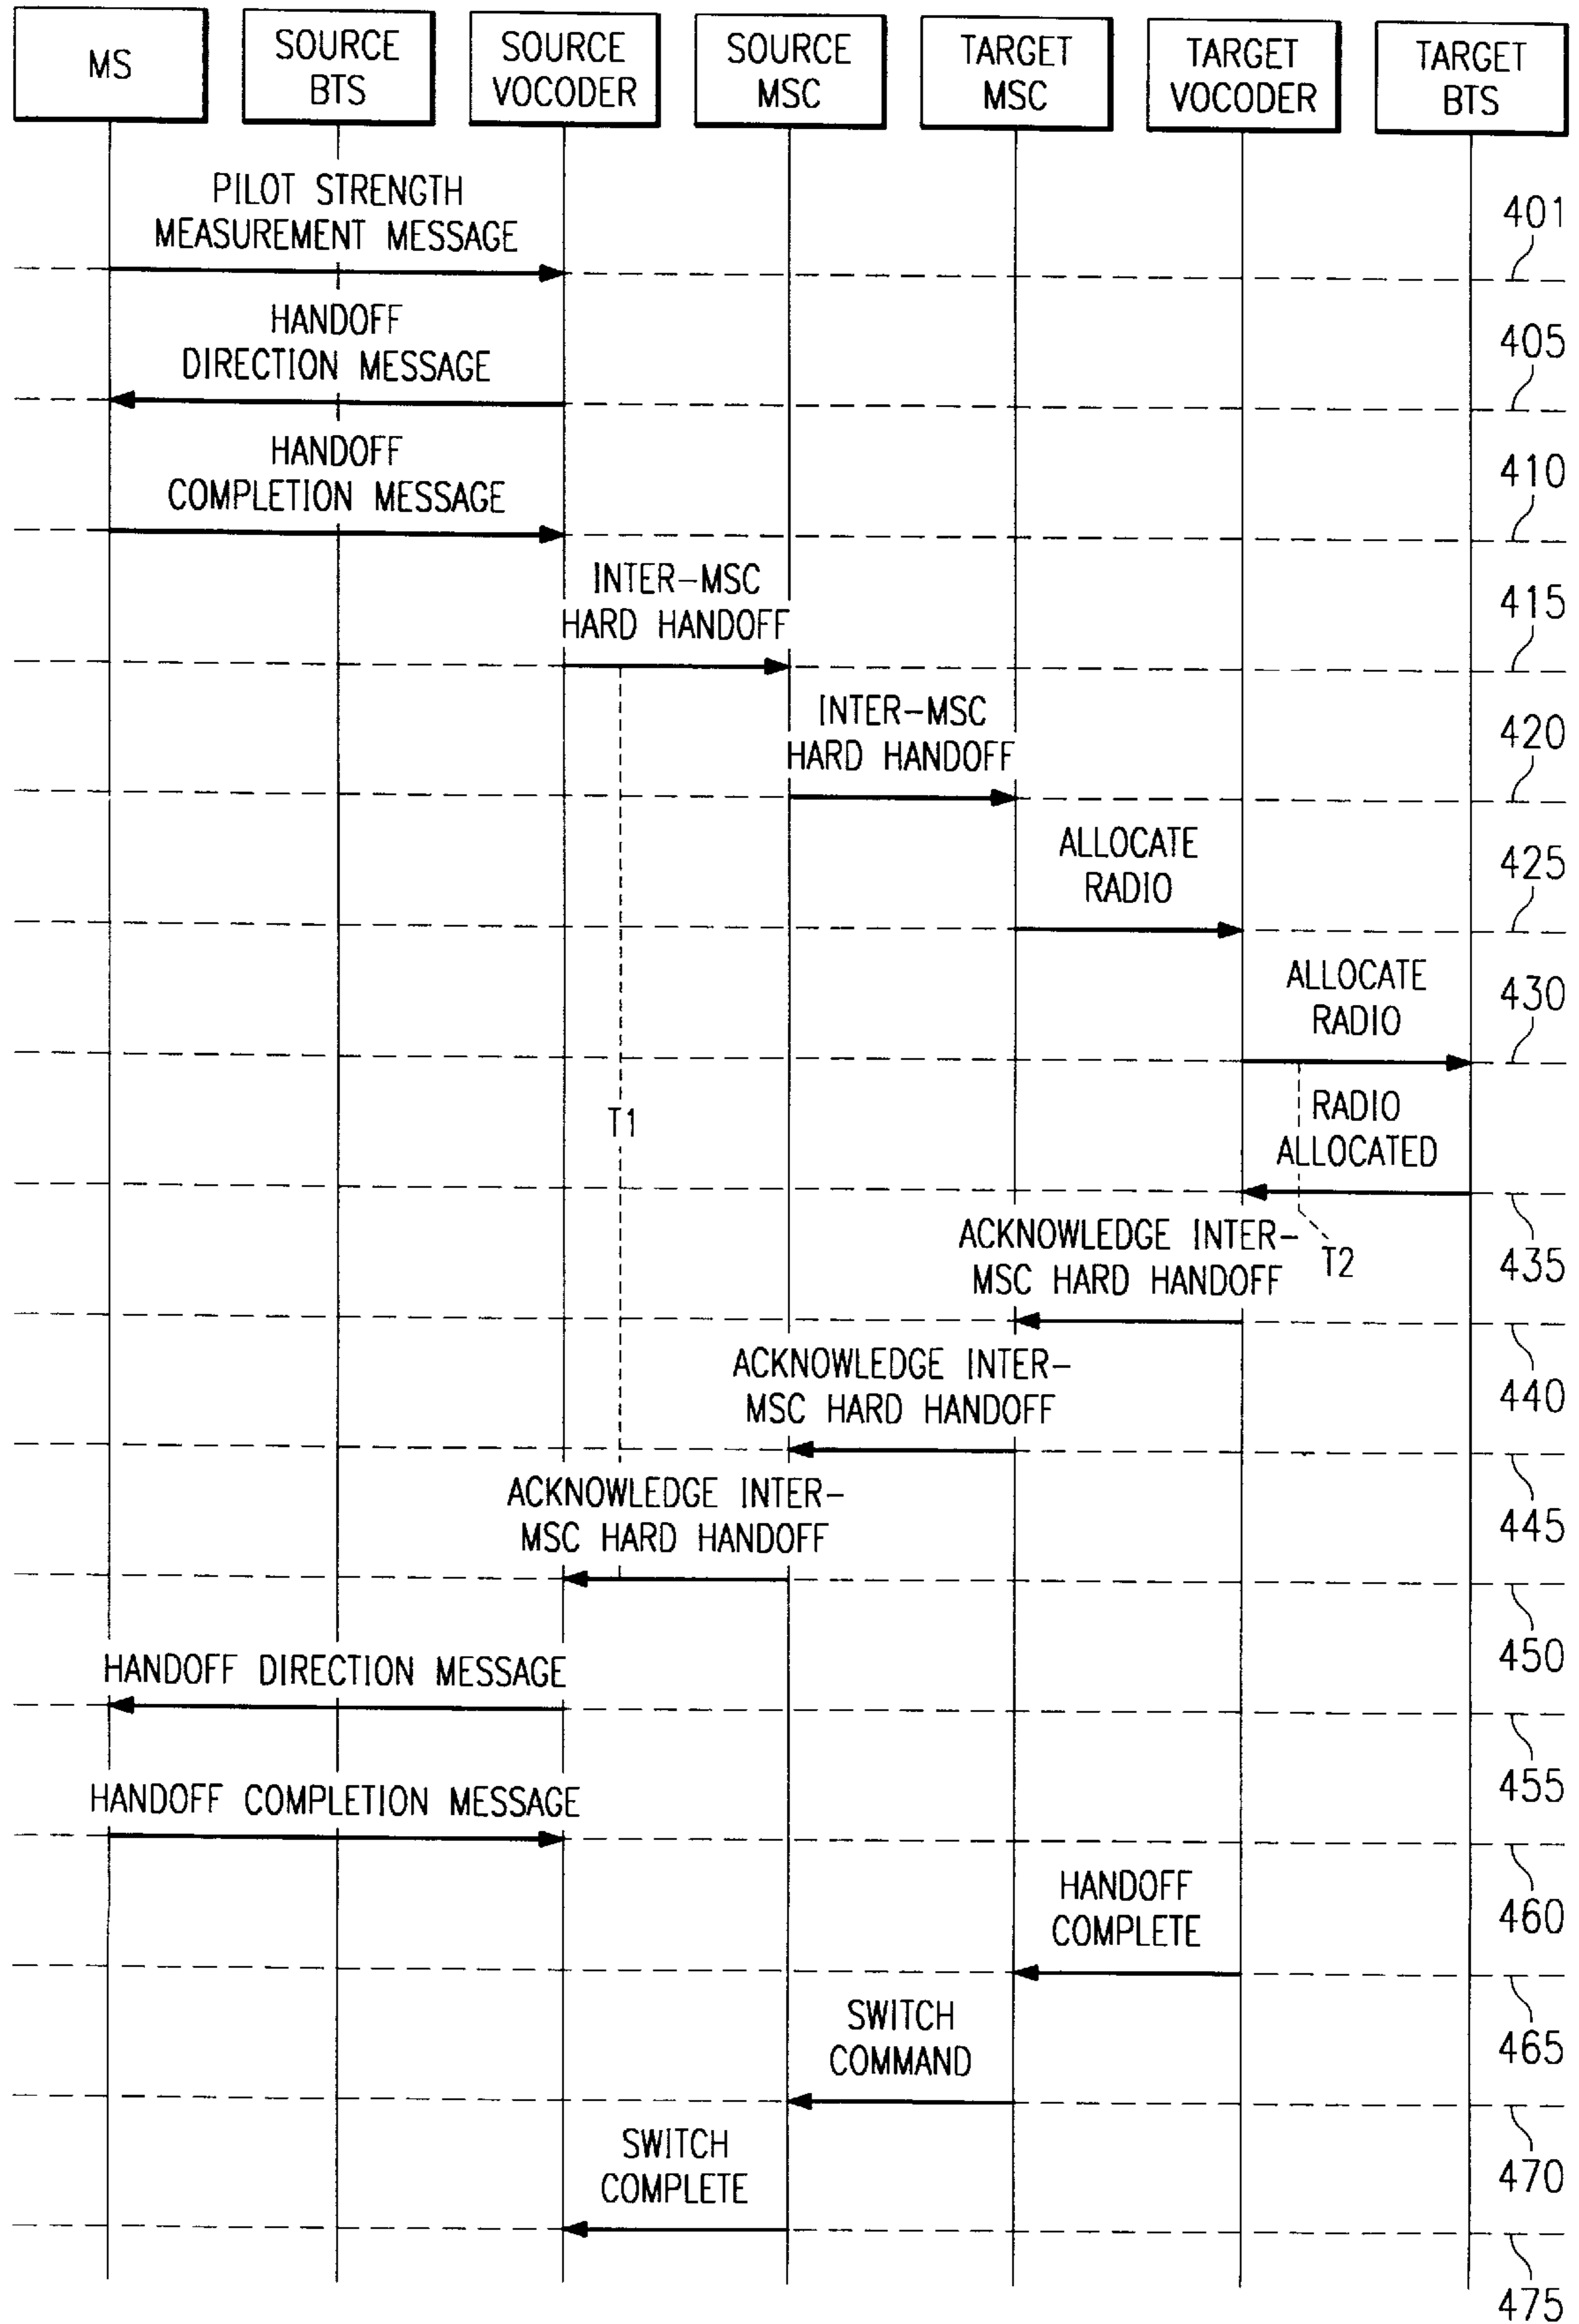 MS
SOURCE
BTS
SOURCE
VOCODER
SOURCE
MSC
TARGET
MSC
TARGET
VOCODER
TARGET
BTS
PILOT STRENGTH
MEASUREMENT MESSAGE
401
HANDOFF
DIRECTION MESSAGE
405
HANDOFF
COMPLETION MESSAGE
410
INTER-MSC
HARD HANDOFF
415
INTER-MSC
HARD HANDOFF
420
ALLOCATE
RADIO
425
ALLOCATE
RADIO
430
T1
RADIO
ALLOCATED
435
ACKNOWLEDGE INTER-
MSC HARD HANDOFF
T2
440
ACKNOWLEDGE INTER-
MSC HARD HANDOFF
445
ACKNOWLEDGE INTER-
MSC HARD HANDOFF
450
HANDOFF DIRECTION MESSAGE
455
HANDOFF COMPLETION MESSAGE
460
HANDOFF
COMPLETE
465
SWITCH
COMMAND
470
SWITCH
COMPLETE
475